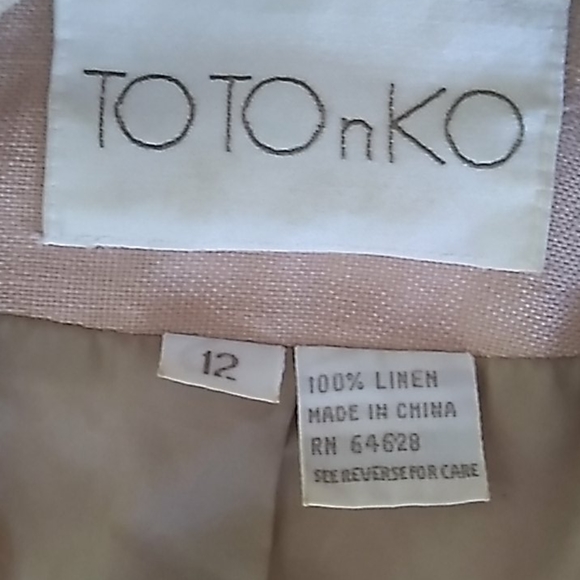 TOTOnKO
12
100% LINEN
MADE IN CHINA
RN 64628
SEE REVERSE FOR CARE